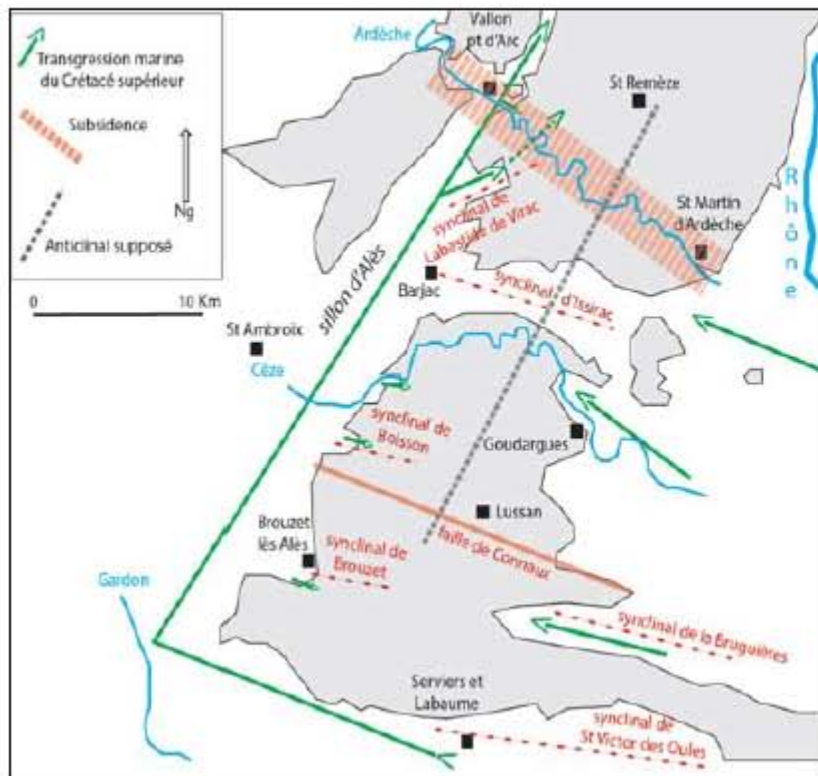 Transgression marine
du Crétacé supérieur
Subsidence
Ng
Anticlinal supposé
0 10 Km
Ardèche
Vallon
pt d'Arc
St Remèze
St Martin
d'Ardèche
Rhône
synclinal de
Labastide de Virac
Barjac
synclinal d'Issirac
sillon d'Alès
St Ambroix
Cèze
synclinal de
Boisson
Goudargues
Lussan
faille de Connaux
Brouzet
lès Alès
synclinal de
Brouzet
Gardon
synclinal de la Bruguières
Serviers et
Labaume
synclinal de
St Victor des Oules